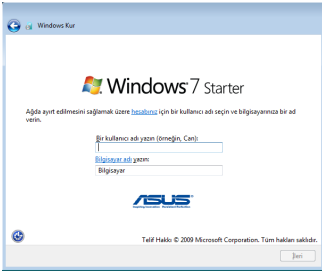 Windows Kur
Windows 7 Starter
Ağda ayırt edilmesini sağlamak üzere hesabınız için bir kullanıcı adı seçin ve bilgisayarınıza bir ad
verin.
Bir kullanıcı adı yazın (örneğin, Can):
Bilgisayar adı yazın:
Bilgisayar
ASUS
Telif Hakkı © 2009 Microsoft Corporation. Tüm hakları saklıdır.
İleri